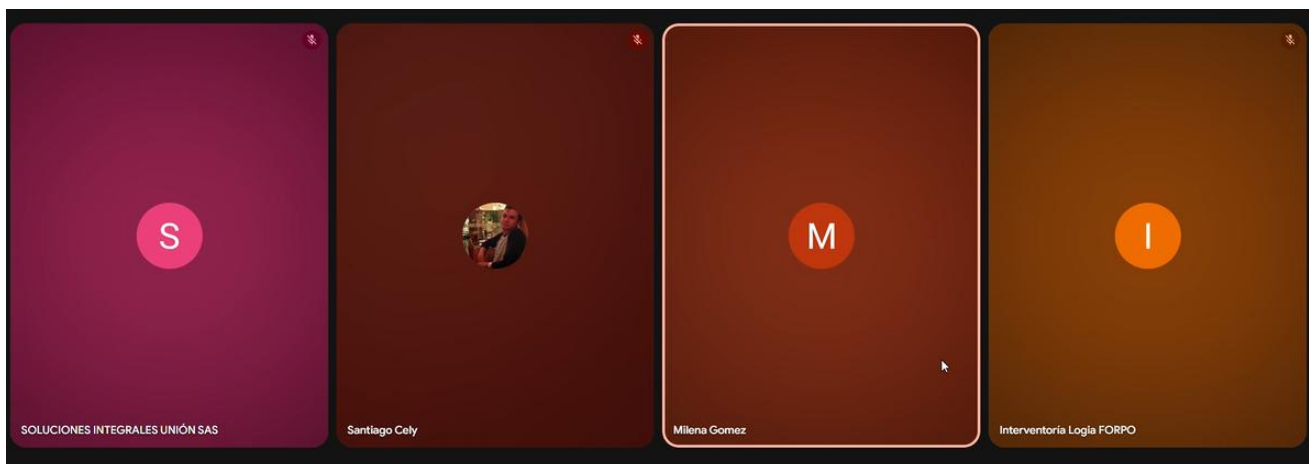 S
M
I
SOLUCIONES INTEGRALES UNIÓN SAS
Santiago Cely
Milena Gomez
Interventoría Logia FORPO